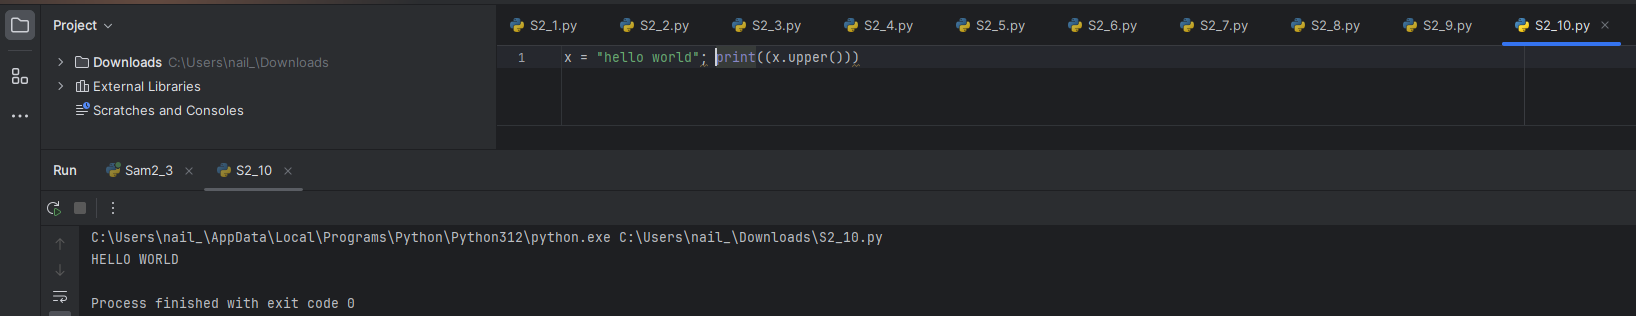 Project
S2_1.py S2_2.py S2_3.py S2_4.py S2_5.py S2_6.py S2_7.py S2_8.py S2_9.py S2_10.py
Downloads C:\Users\nail_\Downloads
External Libraries
Scratches and Consoles
1 x = "hello world"; print((x.upper()))
Run Sam2_3 S2_10
C:\Users\nail_\AppData\Local\Programs\Python\Python312\python.exe C:\Users\nail_\Downloads\S2_10.py
HELLO WORLD
Process finished with exit code 0